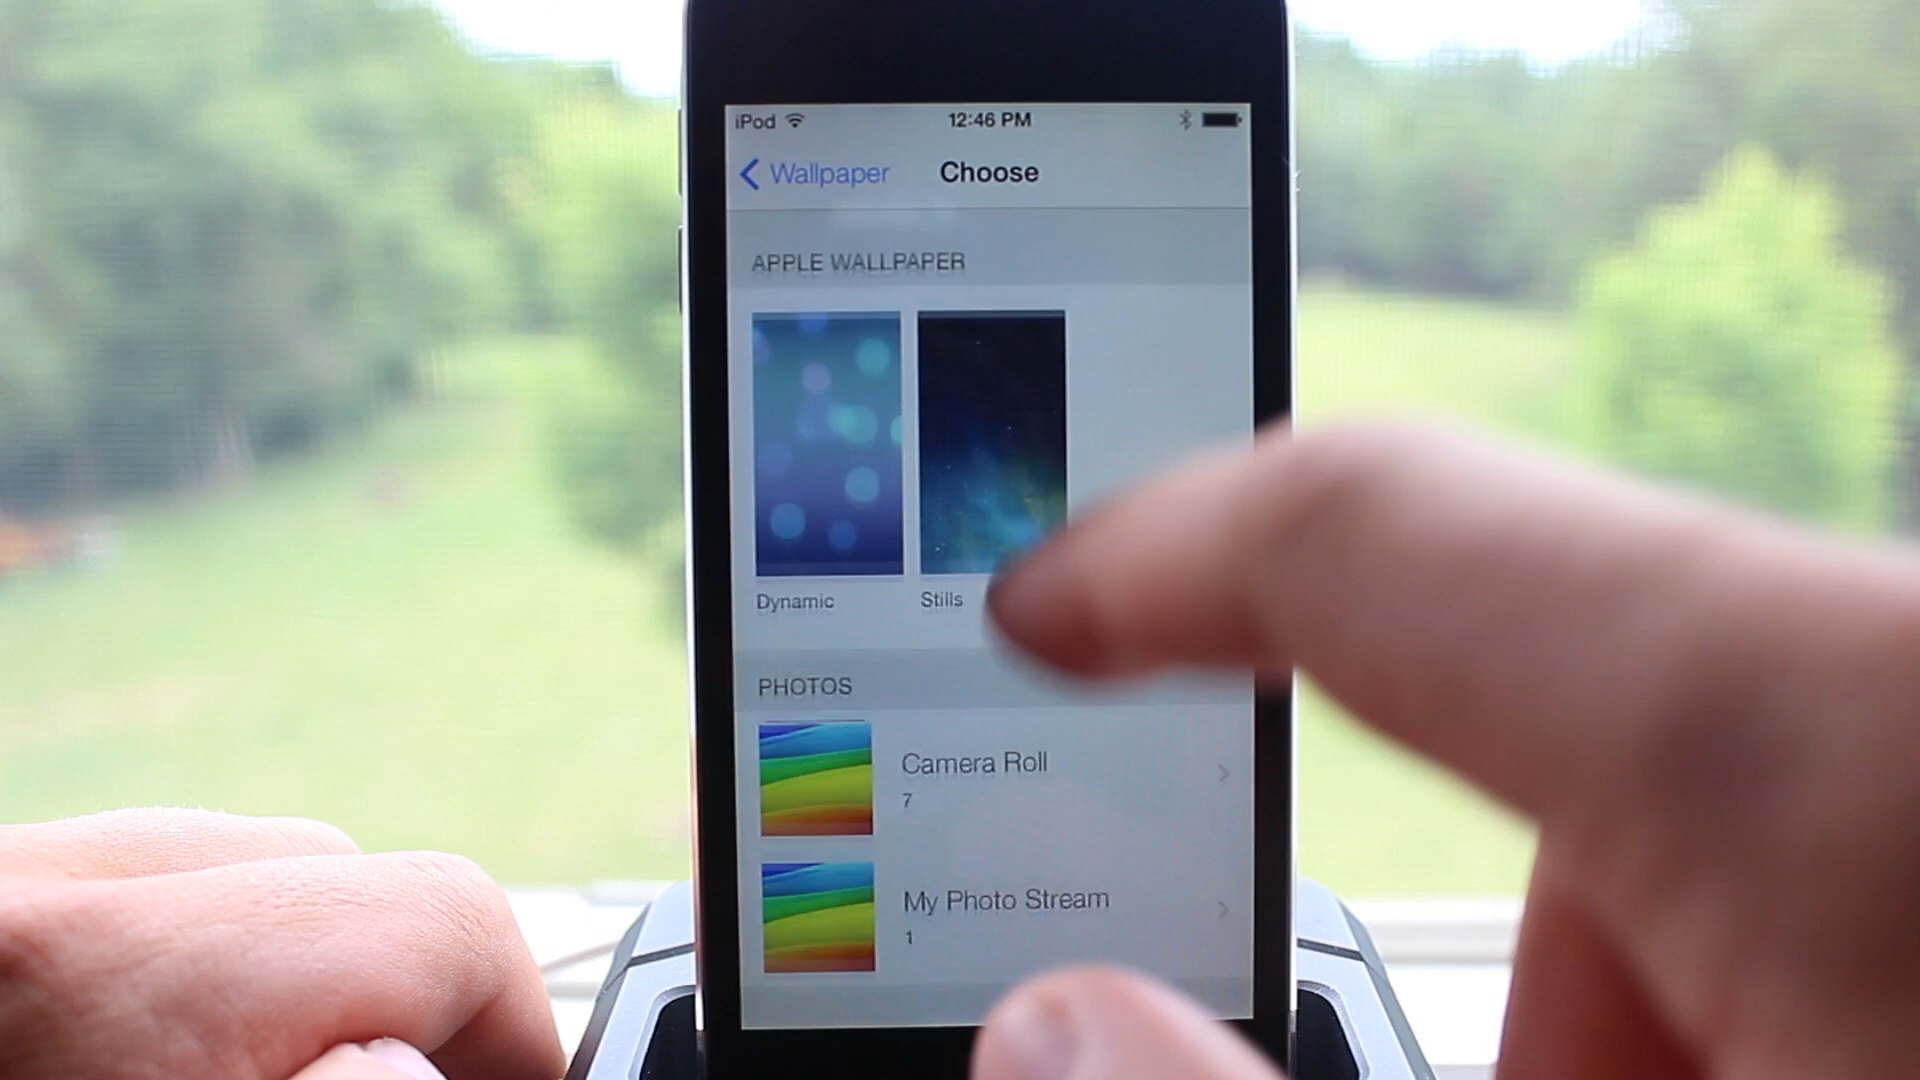 iPod 12:46 PM
Wallpaper Choose
APPLE WALLPAPER
Dynamic Stills
PHOTOS
Camera Roll
7
My Photo Stream
1